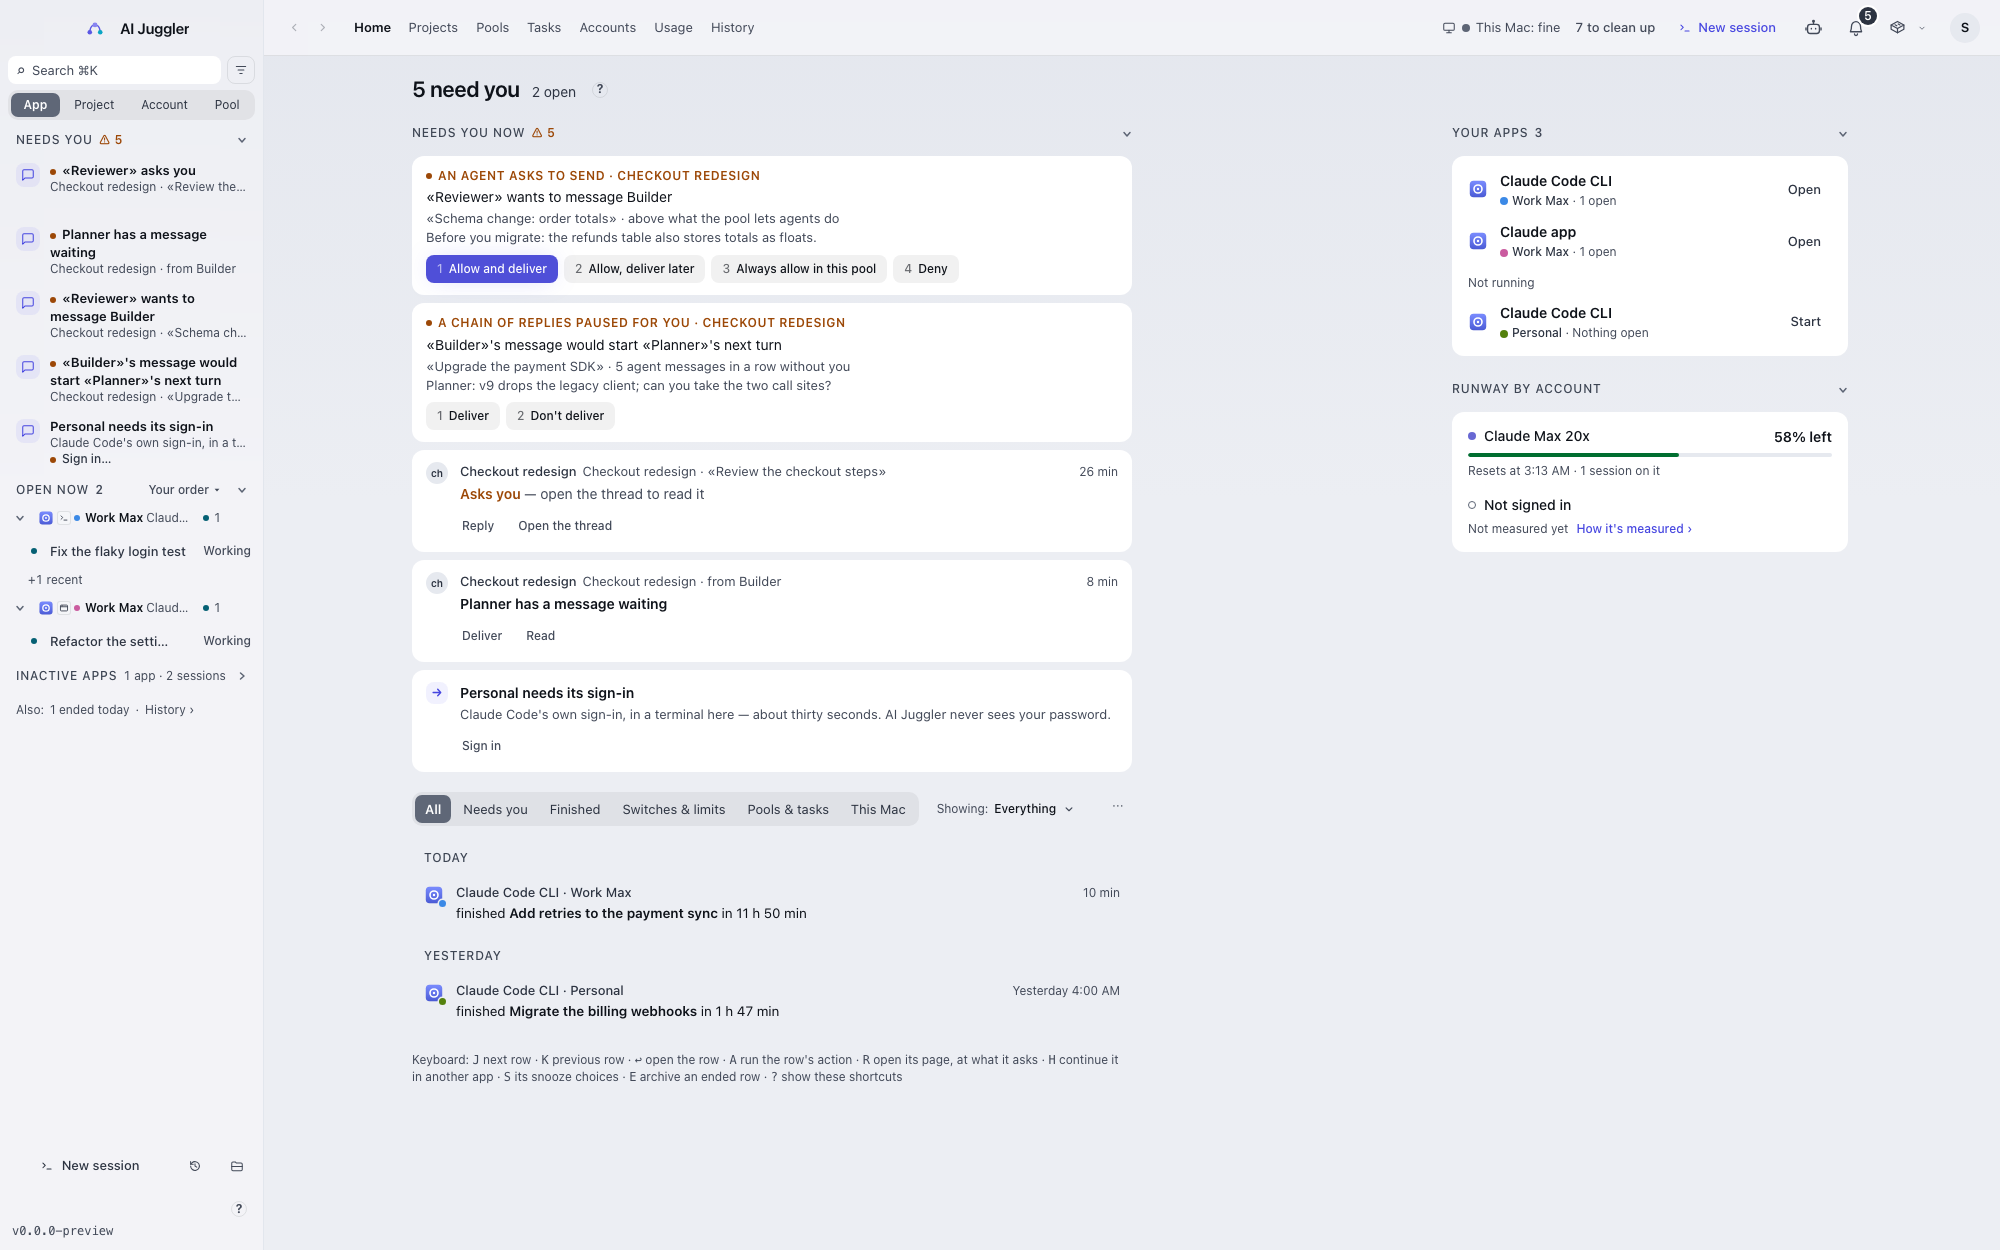 AI Juggler
Search ⌘K
App Project Account Pool
NEEDS YOU 5
«Reviewer» asks you
Checkout redesign · «Review the…
Planner has a message
waiting
Checkout redesign · from Builder
«Reviewer» wants to
message Builder
Checkout redesign · «Schema ch…
«Builder»'s message would
start «Planner»'s next turn
Checkout redesign · «Upgrade t…
Personal needs its sign-in
Claude Code's own sign-in, in a t…
Sign in…
OPEN NOW 2 Your order
Work Max Claud… 1
Fix the flaky login test Working
+1 recent
Work Max Claud… 1
Refactor the setti… Working
INACTIVE APPS 1 app · 2 sessions
Also: 1 ended today · History ›
New session
?
v0.0.0-preview
Home Projects Pools Tasks Accounts Usage History
This Mac: fine 7 to clean up New session 5 S
5 need you 2 open ?
NEEDS YOU NOW 5
AN AGENT ASKS TO SEND · CHECKOUT REDESIGN
«Reviewer» wants to message Builder
«Schema change: order totals» · above what the pool lets agents do
Before you migrate: the refunds table also stores totals as floats.
1 Allow and deliver 2 Allow, deliver later 3 Always allow in this pool 4 Deny
A CHAIN OF REPLIES PAUSED FOR YOU · CHECKOUT REDESIGN
«Builder»'s message would start «Planner»'s next turn
«Upgrade the payment SDK» · 5 agent messages in a row without you
Planner: v9 drops the legacy client; can you take the two call sites?
1 Deliver 2 Don't deliver
ch Checkout redesign Checkout redesign · «Review the checkout steps» 26 min
Asks you — open the thread to read it
Reply Open the thread
ch Checkout redesign Checkout redesign · from Builder 8 min
Planner has a message waiting
Deliver Read
Personal needs its sign-in
Claude Code's own sign-in, in a terminal here — about thirty seconds. AI Juggler never sees your password.
Sign in
All Needs you Finished Switches & limits Pools & tasks This Mac Showing: Everything ···
TODAY
Claude Code CLI · Work Max 10 min
finished Add retries to the payment sync in 11 h 50 min
YESTERDAY
Claude Code CLI · Personal Yesterday 4:00 AM
finished Migrate the billing webhooks in 1 h 47 min
Keyboard: J next row · K previous row · ↩ open the row · A run the row's action · R open its page, at what it asks · H continue it
in another app · S its snooze choices · E archive an ended row · ? show these shortcuts
YOUR APPS 3
Claude Code CLI
Work Max · 1 open
Open
Claude app
Work Max · 1 open
Open
Not running
Claude Code CLI
Personal · Nothing open
Start
RUNWAY BY ACCOUNT
Claude Max 20x 58% left
Resets at 3:13 AM · 1 session on it
Not signed in
Not measured yet How it's measured ›